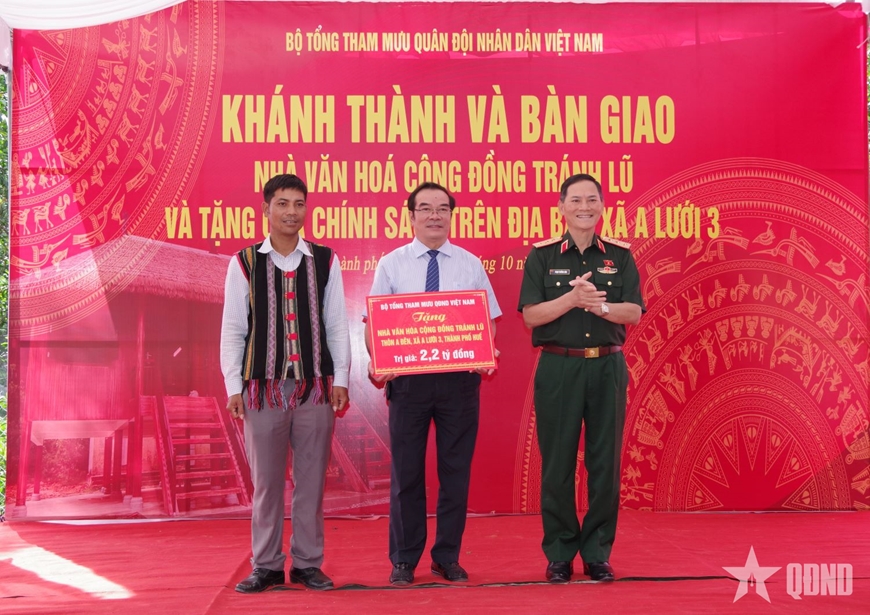 BỘ TỔNG THAM MƯU QUÂN ĐỘI NHÂN DÂN VIỆT NAM
KHÁNH THÀNH VÀ BÀN GIAO
NHÀ VĂN HOÁ CỘNG ĐỒNG TRÁNH LŨ
VÀ TẶNG CHÍNH TRÊN ĐỊA XÃ A LƯỚI 3
10
BỘ TỔNG THAM MƯU QĐND VIỆT NAM
Tặng
NHÀ VĂN HÓA CỘNG ĐỒNG TRÁNH LŨ
THÔN A ĐÊN, XÃ A LƯỚI 3, THÀNH PHỐ HUẾ
Trị giá: 2,2 tỷ đồng
QĐND